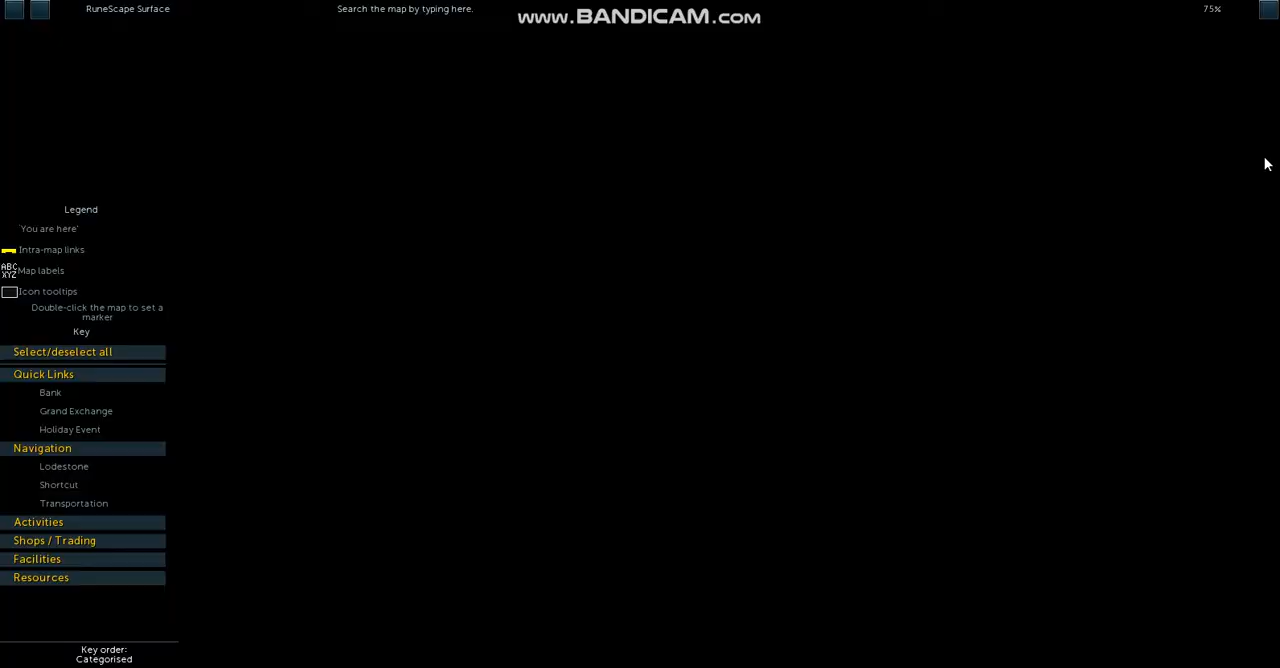 RuneScape Surface
Search the map by typing here.
www.BANDICAM.com
75%
Legend
'You are here'
Intra-map links
ABC
XYZ
Map labels
Icon tooltips
Double-click the map to set a
marker
Key
Select/deselect all
Quick Links
Bank
Grand Exchange
Holiday Event
Navigation
Lodestone
Shortcut
Transportation
Activities
Shops / Trading
Facilities
Resources
Key order:
Categorised